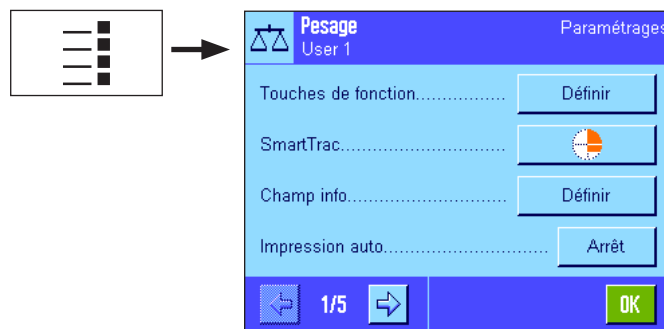 Pesage
Paramétrages
User 1
Touches de fonction................ Définir
SmartTrac..............................
Champ info............................. Définir
Impression auto.............................. Arrêt
1/5
OK